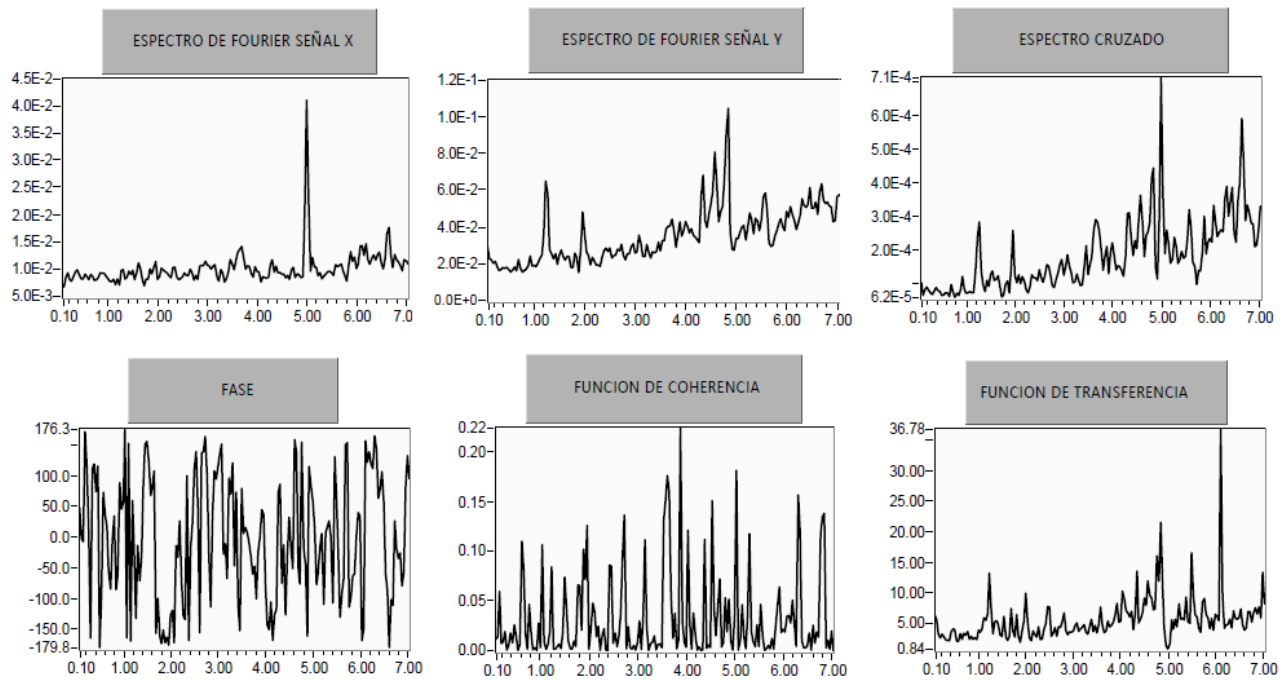 ESPECTRO DE FOURIER SEÑAL X
4.5E-2
4.0E-2
3.5E-2
3.0E-2
2.5E-2
2.0E-2
1.5E-2
1.0E-2
5.0E-3
0.10 1.00 2.00 3.00 4.00 5.00 6.00 7.00
ESPECTRO DE FOURIER SEÑAL Y
1.2E-1
1.0E-1
8.0E-2
6.0E-2
4.0E-2
2.0E-2
0.0E+0
0.10 1.00 2.00 3.00 4.00 5.00 6.00 7.00
ESPECTRO CRUZADO
7.1E-4
6.0E-4
5.0E-4
4.0E-4
3.0E-4
2.0E-4
6.2E-5
0.10 1.00 2.00 3.00 4.00 5.00 6.00 7.00
FASE
176.3
100.0
50.0
0.0
-50.0
-100.0
-150.0
-179.8
0.10 1.00 2.00 3.00 4.00 5.00 6.00 7.00
FUNCION DE COHERENCIA
0.22
0.20
0.15
0.10
0.05
0.00
0.10 1.00 2.00 3.00 4.00 5.00 6.00 7.00
FUNCION DE TRANSFERENCIA
36.78
30.00
25.00
20.00
15.00
10.00
5.00
0.84
0.10 1.00 2.00 3.00 4.00 5.00 6.00 7.00